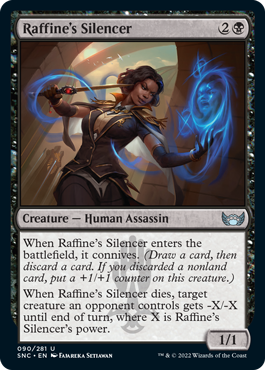 Raffine's Silencer 2
Creature — Human Assassin
When Raffine's Silencer enters the
battlefield, it connives. (Draw a card, then
discard a card. If you discarded a nonland
card, put a +1/+1 counter on this creature.)
When Raffine's Silencer dies, target
creature an opponent controls gets -X/-X
until end of turn, where X is Raffine's
Silencer's power.
1/1
090/281 U
SNC • EN FAJAREKA SETIAWAN ™ & © 2022 Wizards of the Coast